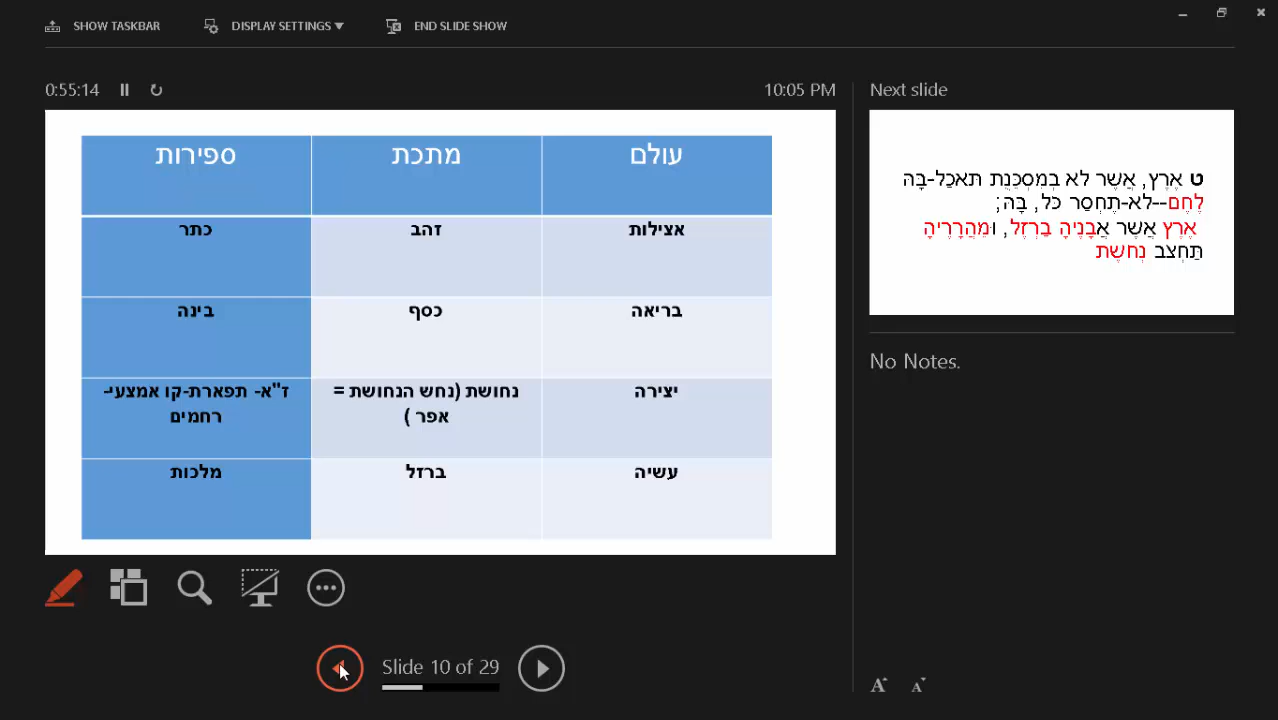 SHOW TASKBAR
DISPLAY SETTINGS
END SLIDE SHOW
0:55:14
10:05 PM
עולם
מתכת
ספירות
אצילות
זהב
כתר
בריאה
כסף
בינה
יצירה
נחושת (נחש הנחושת =
אפר )
ז"א- תפארת-קו אמצעי-
רחמים
עשיה
ברזל
מלכות
Next slide
ט אֶרֶץ, אֲשֶׁר לֹא בְמִסְכֵּנֻת תֹּאכַל-בָּהּ
לֶחֶם--לֹא-תֶחְסַר כֹּל, בָּהּ;
אֶרֶץ אֲשֶׁר אֲבָנֶיהָ בַרְזֶל, וּמֵהֲרָרֶיהָ
תַּחְצֹב נְחֹשֶׁת
No Notes.
Slide 10 of 29
A A